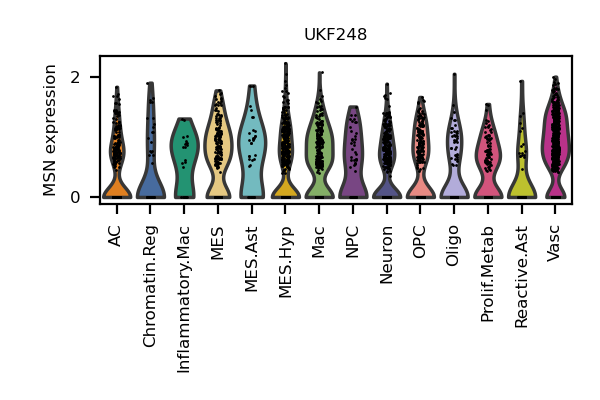 UKF248
MSN expression
2
0
AC
Chromatin.Reg
Inflammatory.Mac
MES
MES.Ast
MES.Hyp
Mac
NPC
Neuron
OPC
Oligo
Prolif.Metab
Reactive.Ast
Vasc